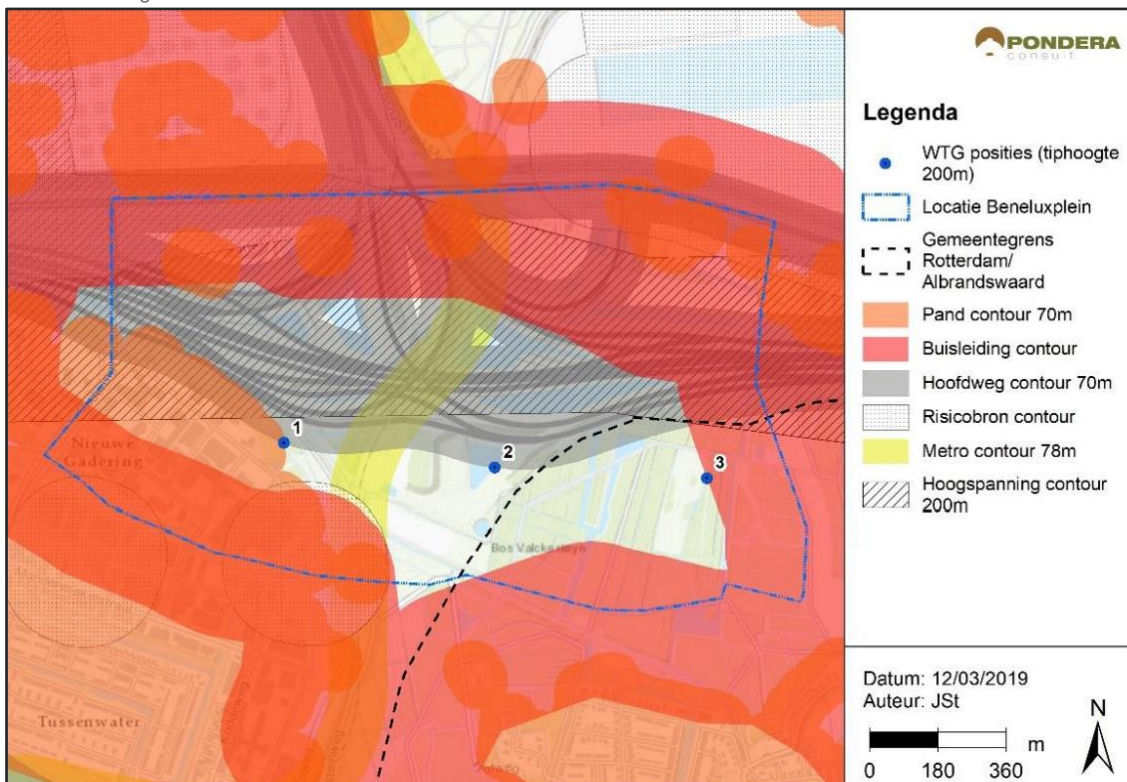 PONDERA
consult
Legenda
WTG posities (tiphoogte
200m)
Locatie Beneluxplein
Gemeentegrens
Rotterdam/
Albrandswaard
Pand contour 70m
Buisleiding contour
Hoofdweg contour 70m
Risicobron contour
Metro contour 78m
Hoogspanning contour
200m
Datum: 12/03/2019
Auteur: JSt
N
m
0 180 360
1
2
3
Nieuwe
Gadering
Bos Valckesteyn
Tussenwater